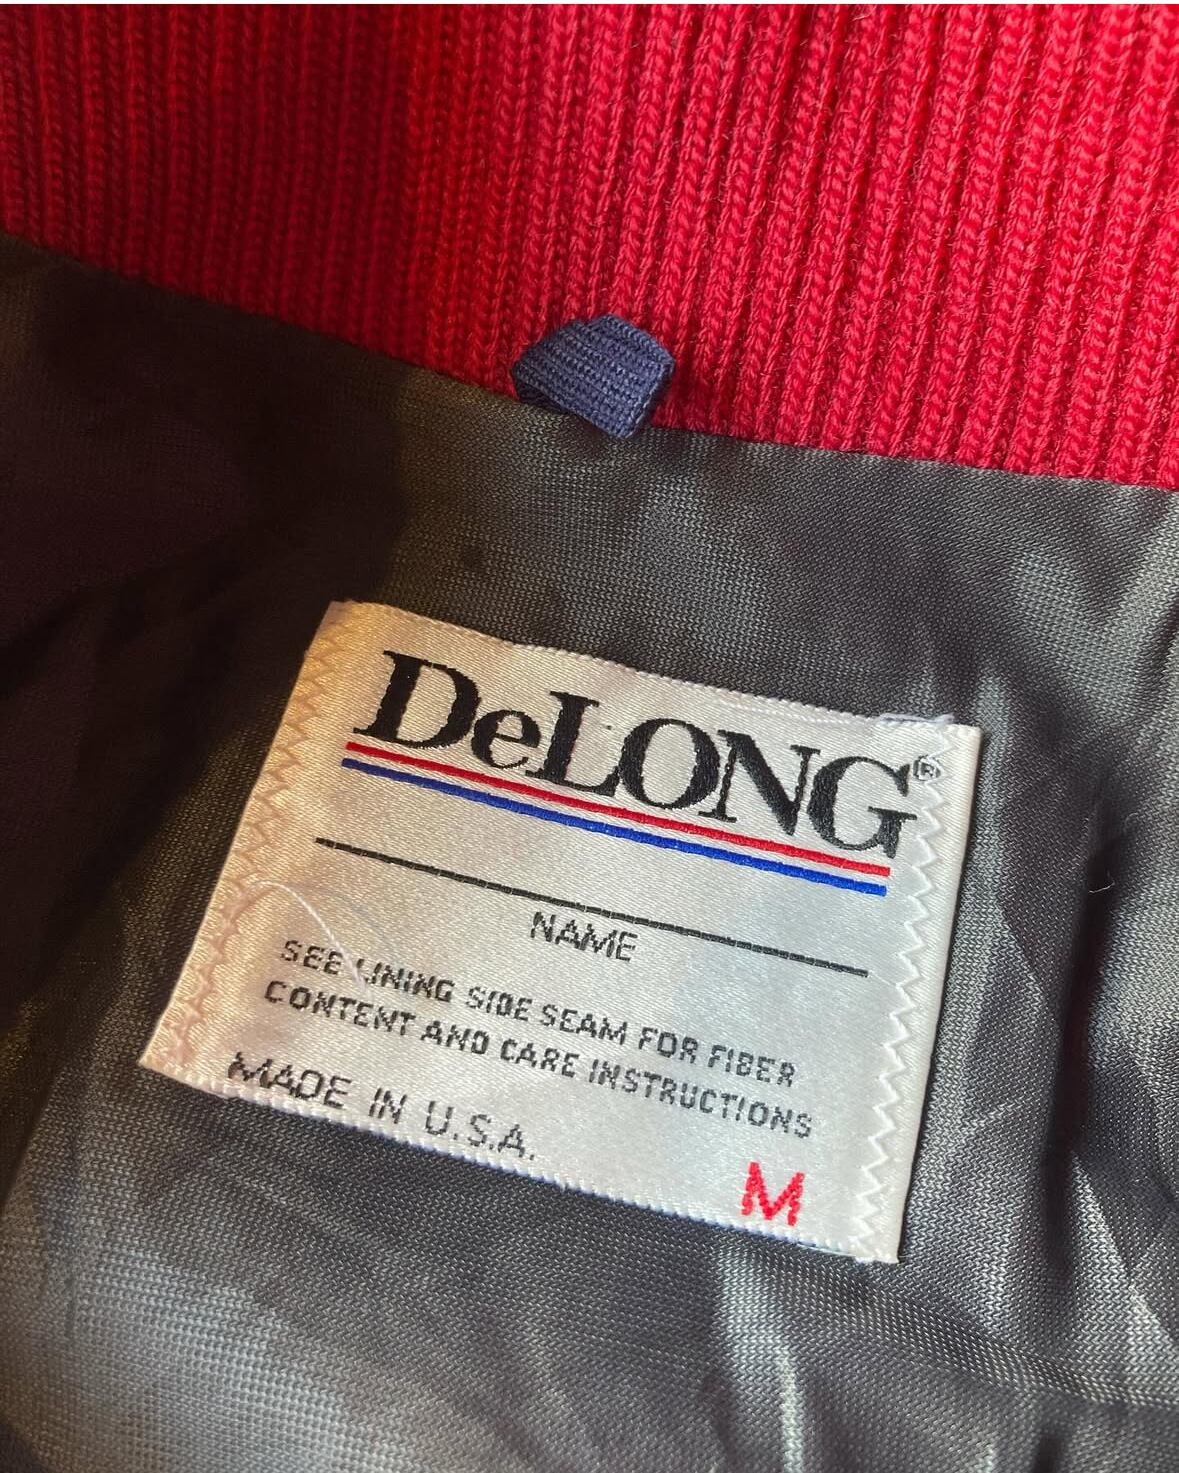 DeLONG®
NAME
SEE LINING SIDE SEAM FOR FIBER
CONTENT AND CARE INSTRUCTIONS
MADE IN U.S.A.
M